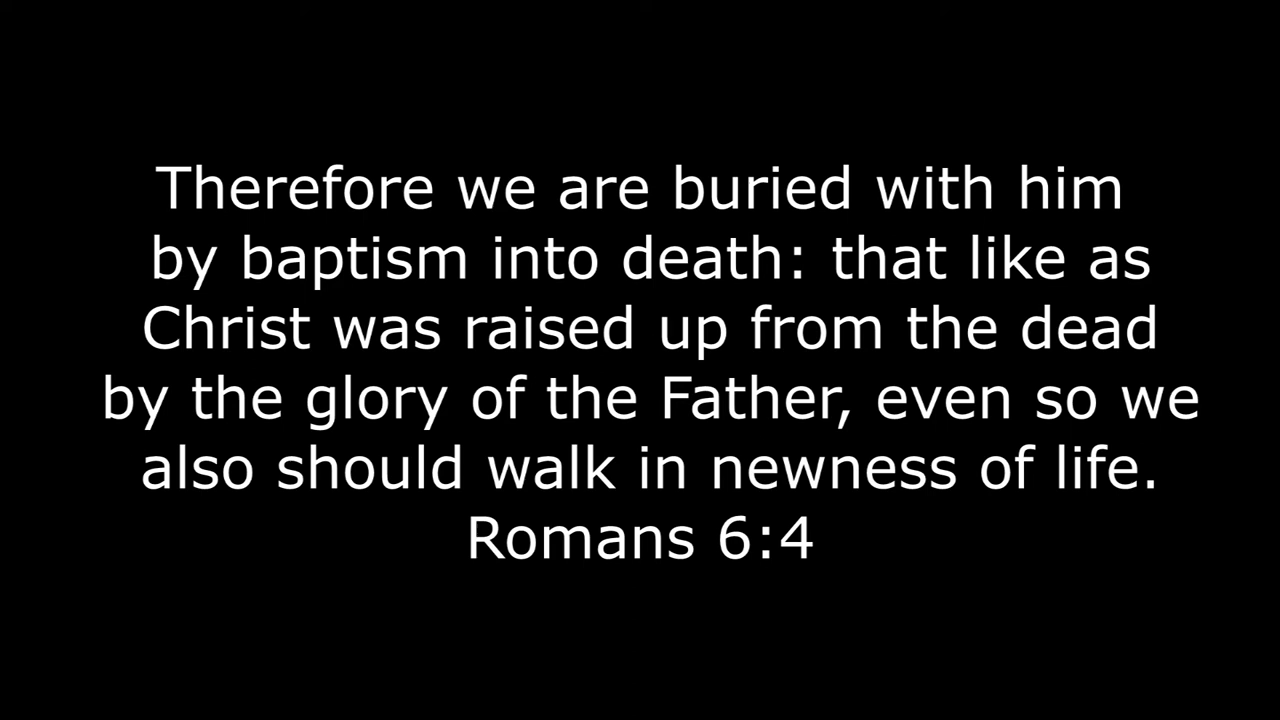 Therefore we are buried with him
by baptism into death: that like as
Christ was raised up from the dead
by the glory of the Father, even so we
also should walk in newness of life.
Romans 6:4